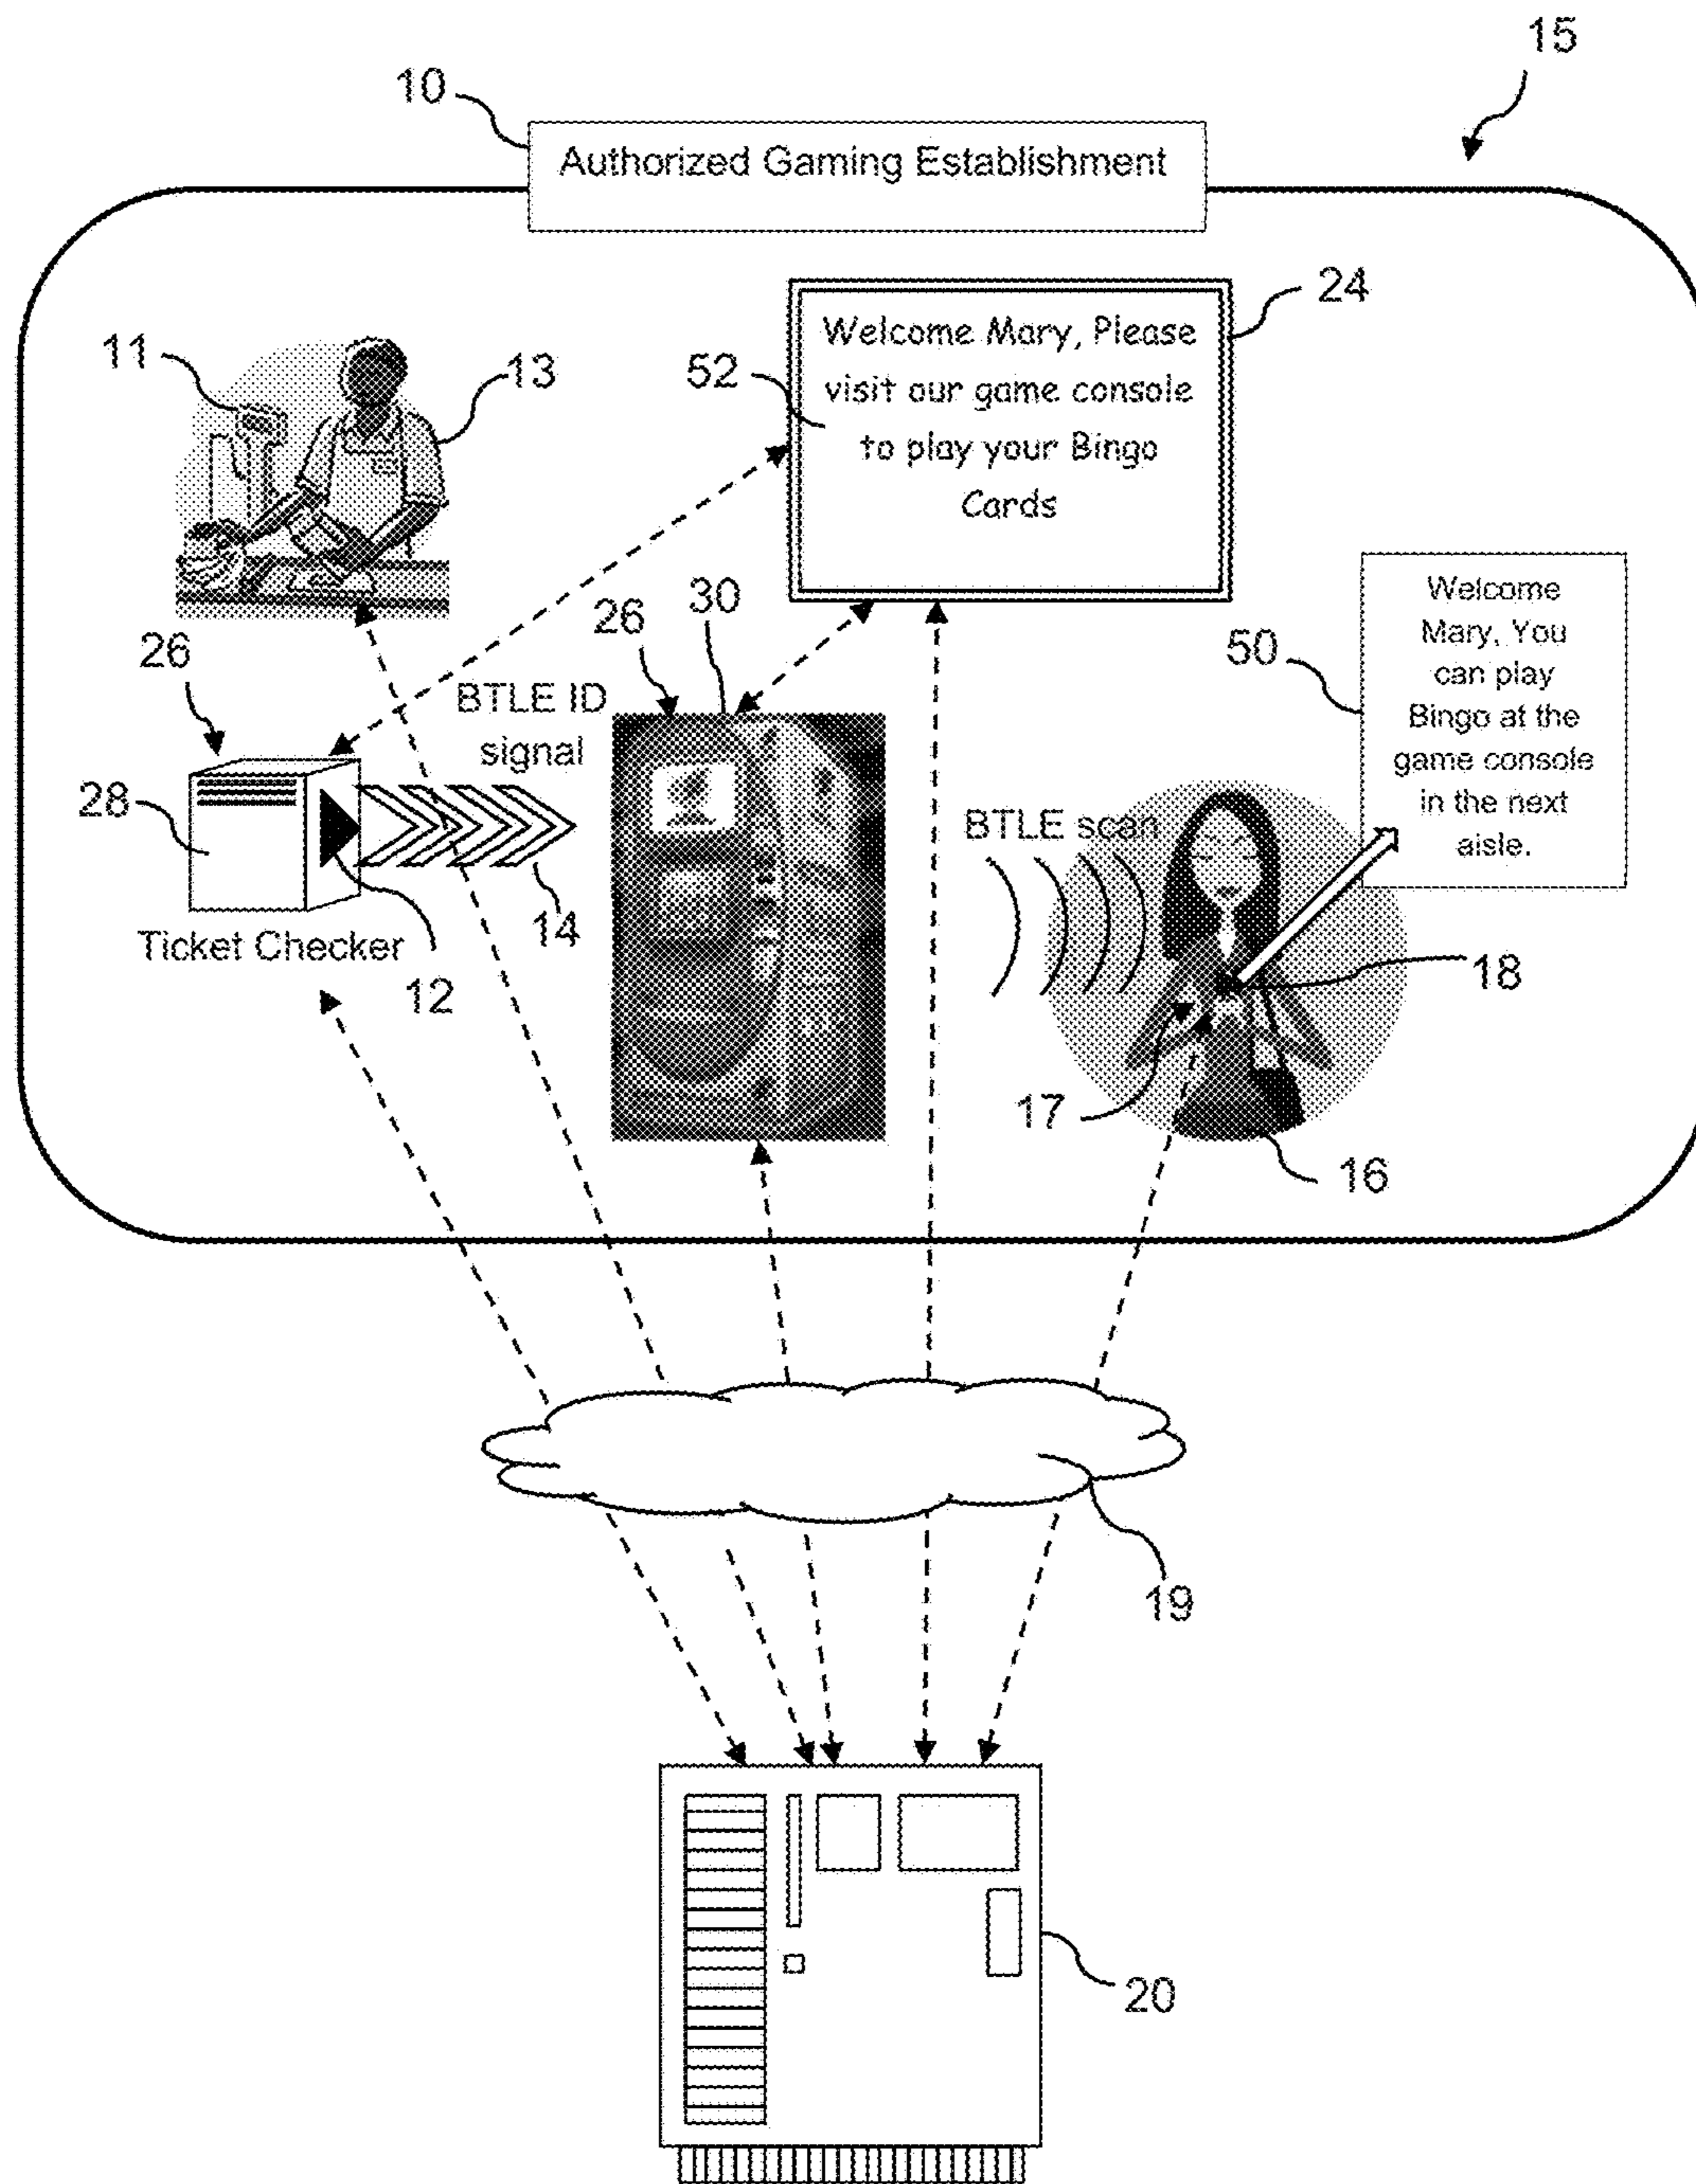 15
10
Authorized Gaming Establishment
24
Welcome Mary, Please
visit our game console
to play your Bingo
Cards
52
11
13
26
30
26
BTLE ID
signal
Welcome
Mary. You
can play
Bingo at the
game console
in the next
aisle.
50
28
BTLE scan
14
Ticket Checker
12
18
17
16
19
20